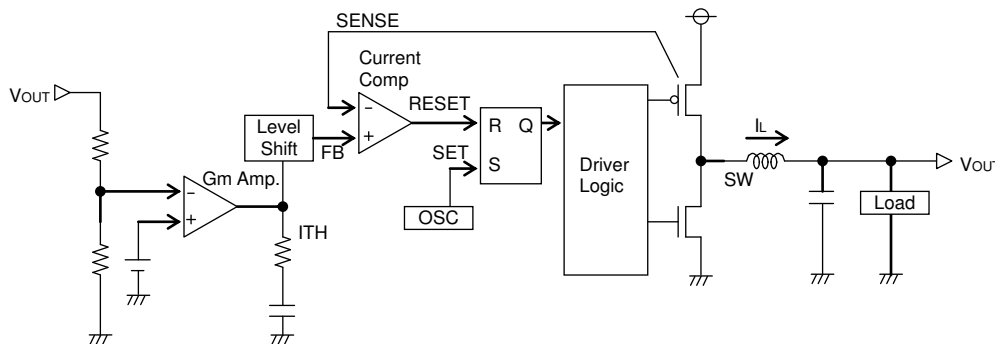 SENSE
Current
Comp
VOUT
RESET
Level
Shift
R Q
FB
SET
S
IL
Driver
Logic
VOUT
SW
Gm Amp.
Load
OSC
ITH
- +
- +